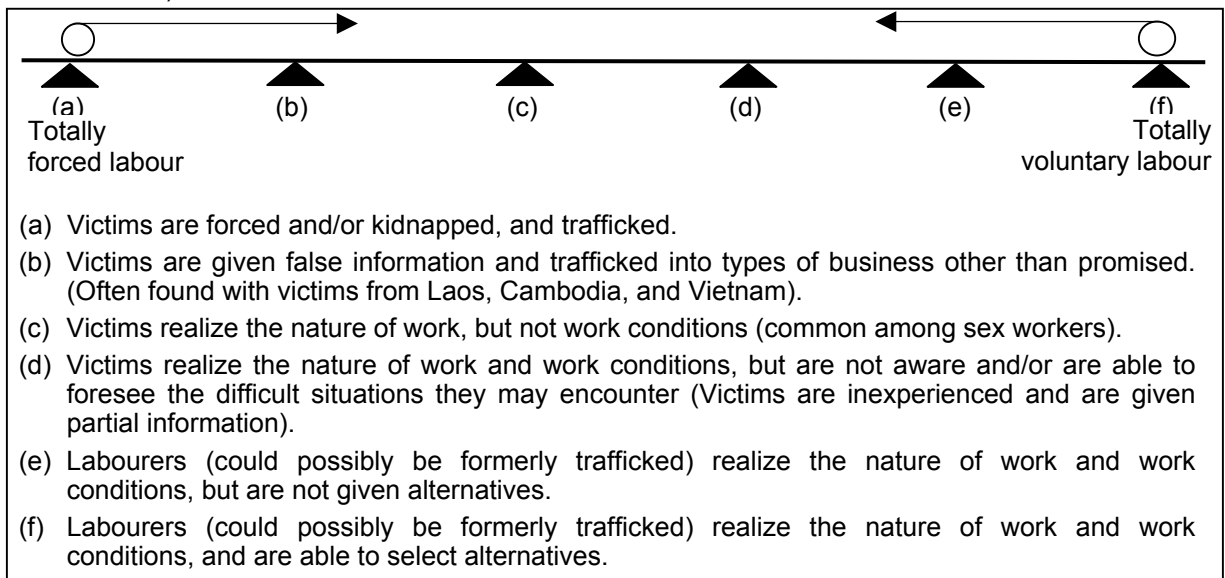 (a) (b) (c) (d) (e) (f)
Totally Totally
forced labour voluntary labour
(a) Victims are forced and/or kidnapped, and trafficked.
(b) Victims are given false information and trafficked into types of business other than promised.
(Often found with victims from Laos, Cambodia, and Vietnam).
(c) Victims realize the nature of work, but not work conditions (common among sex workers).
(d) Victims realize the nature of work and work conditions, but are not aware and/or are able to
foresee the difficult situations they may encounter (Victims are inexperienced and are given
partial information).
(e) Labourers (could possibly be formerly trafficked) realize the nature of work and work
conditions, but are not given alternatives.
(f) Labourers (could possibly be formerly trafficked) realize the nature of work and work
conditions, and are able to select alternatives.